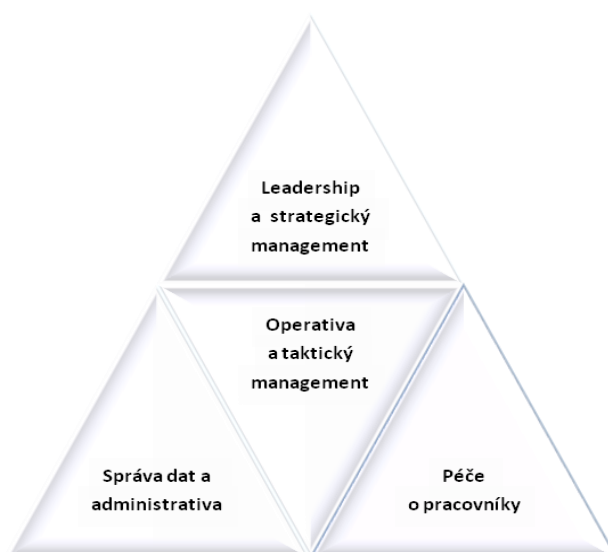 Leadership
a strategický
management
Operativa
a taktický
management
Správa dat a
administrativa
Péče
o pracovníky